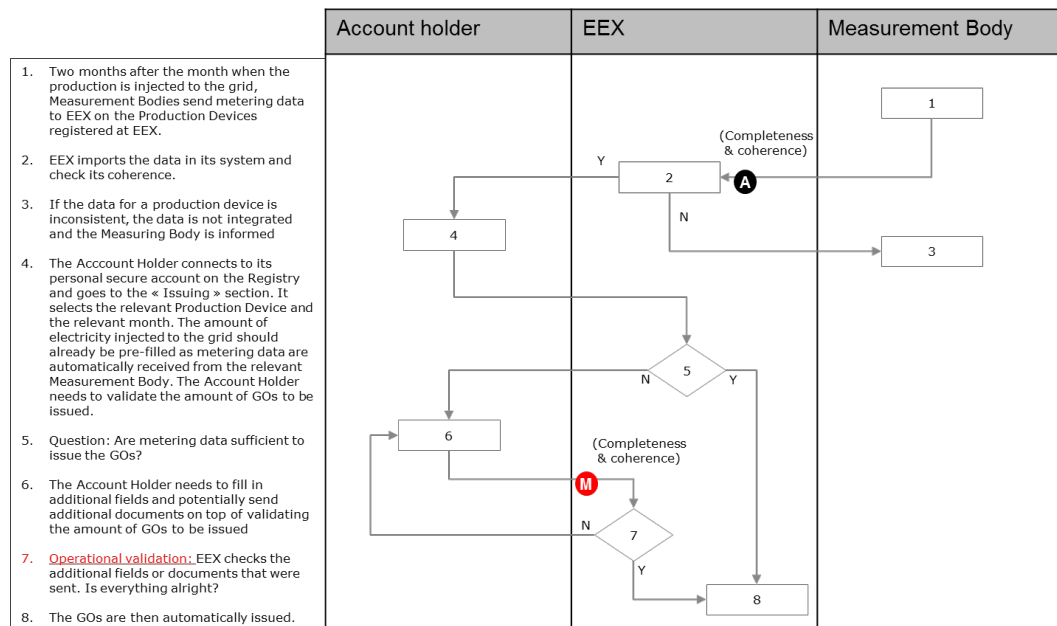 Account holder
EEX
Measurement Body
1. Two months after the month when the
production is injected to the grid,
Measurement Bodies send metering data
to EEX on the Production Devices
registered at EEX.
2. EEX imports the data in its system and
check its coherence.
3. If the data for a production device is
inconsistent, the data is not integrated
and the Measuring Body is informed
4. The Acccount Holder connects to its
personal secure account on the Registry
and goes to the « Issuing » section. It
selects the relevant Production Device and
the relevant month. The amount of
electricity injected to the grid should
already be pre-filled as metering data are
automatically received from the relevant
Measurement Body. The Account Holder
needs to validate the amount of GOs to be
issued.
5. Question: Are metering data sufficient to
issue the GOs?
6. The Account Holder needs to fill in
additional fields and potentially send
additional documents on top of validating
the amount of GOs to be issued
7. Operational validation: EEX checks the
additional fields or documents that were
sent. Is everything alright?
8. The GOs are then automatically issued.
1
(Completeness
& coherence)
Y
2
A
N
4
3
5
N
Y
6
(Completeness
& coherence)
M
N
7
Y
8